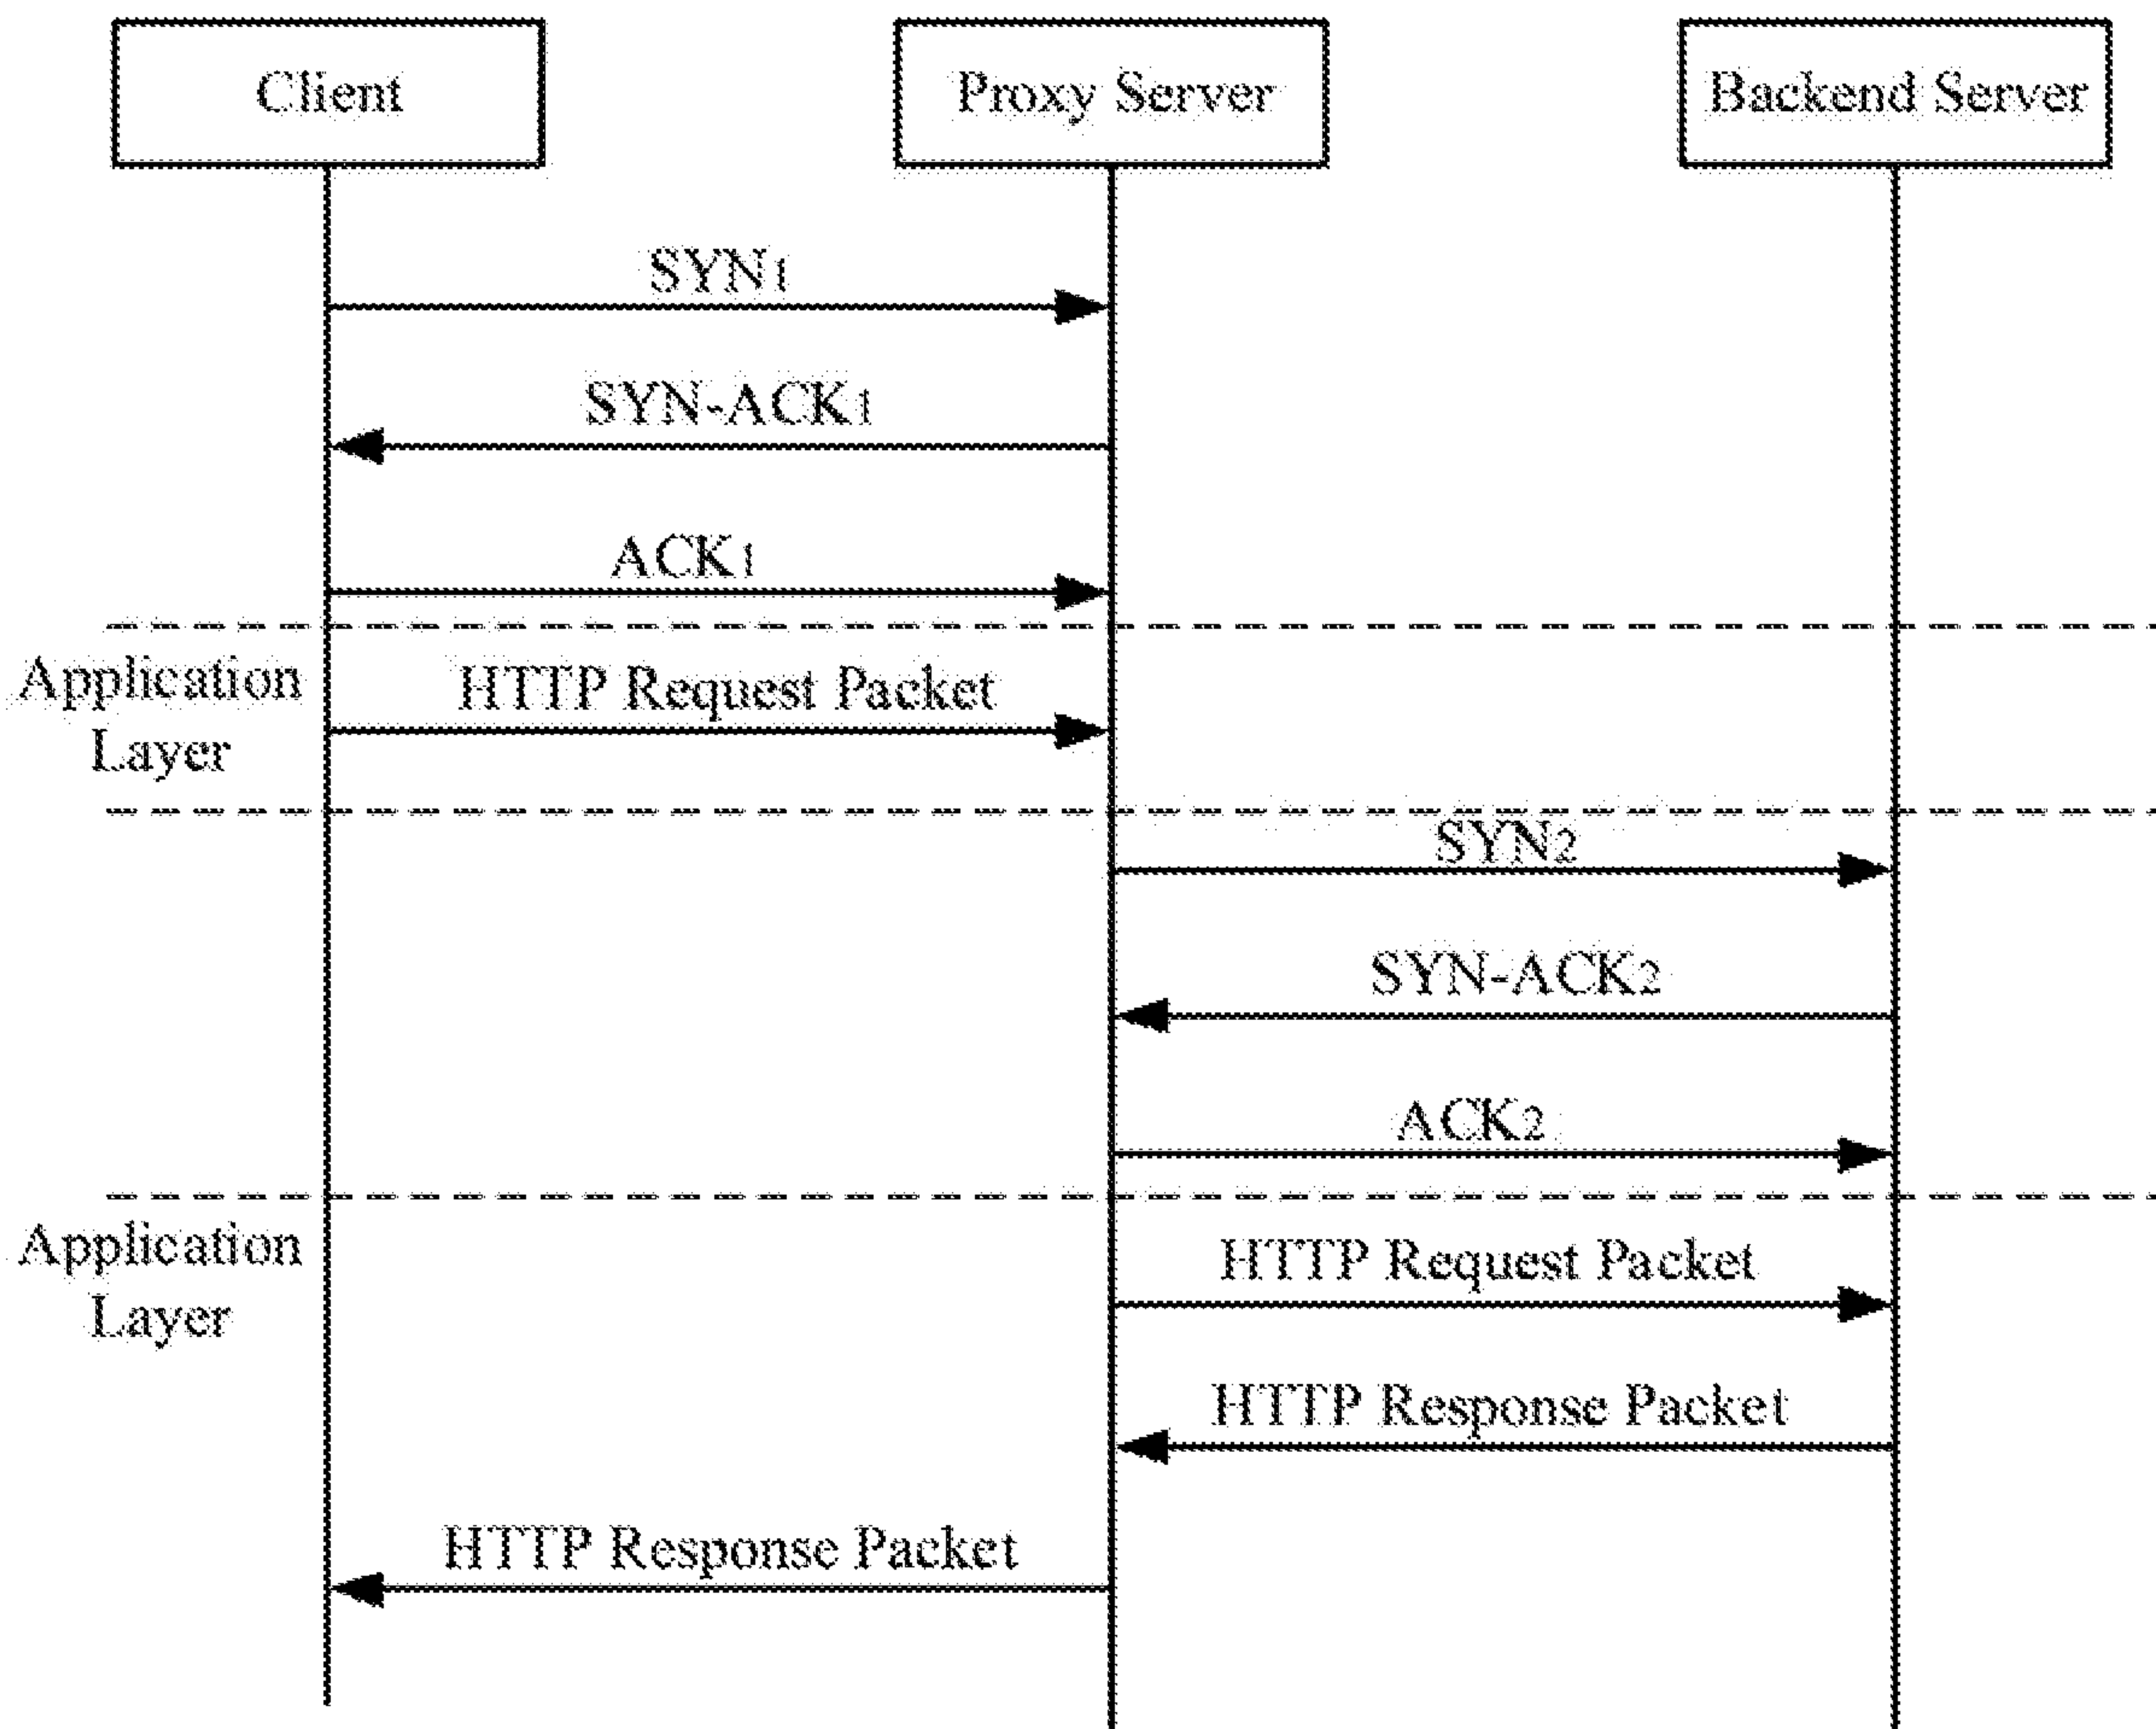 Client
Proxy Server
Backend Server
SYN1
SYN-ACK1
ACK1
Application
Layer
HTTP Request Packet
SYN2
SYN-ACK2
ACK2
Application
Layer
HTTP Request Packet
HTTP Response Packet
HTTP Response Packet